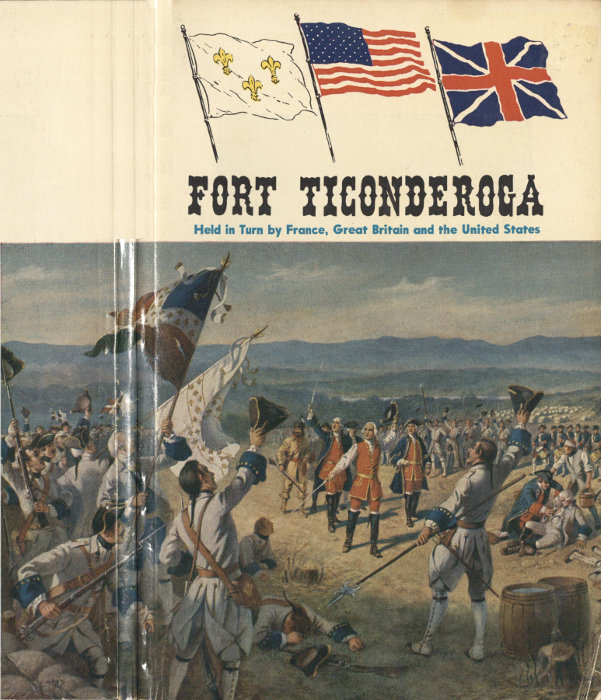 FORT TICONDEROGA
Held in Turn by France, Great Britain and the United States